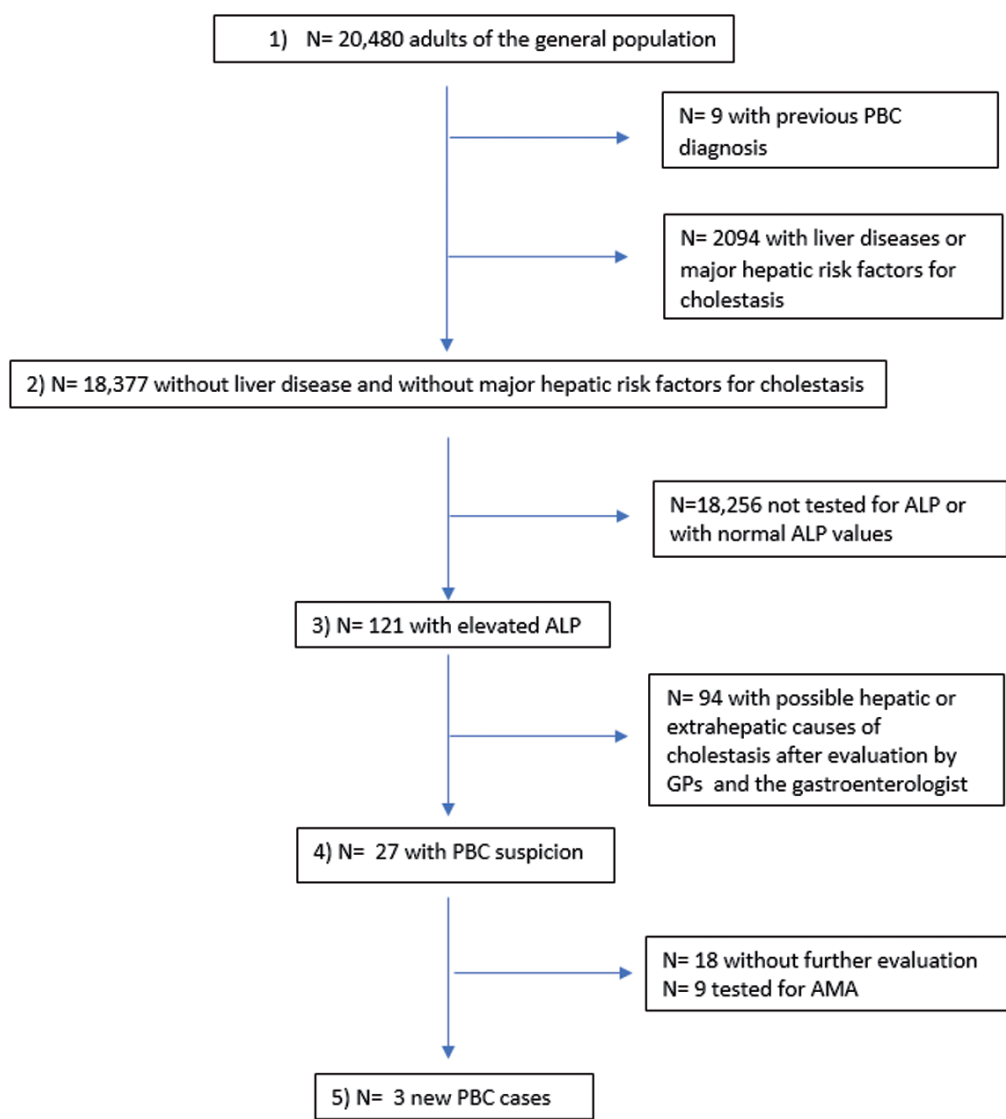 1) N= 20,480 adults of the general population
N= 9 with previous PBC
diagnosis
N= 2094 with liver diseases or
major hepatic risk factors for
cholestasis
2) N= 18,377 without liver disease and without major hepatic risk factors for cholestasis
N=18,256 not tested for ALP or
with normal ALP values
3) N= 121 with elevated ALP
N= 94 with possible hepatic or
extrahepatic causes of
cholestasis after evaluation by
GPs and the gastroenterologist
4) N= 27 with PBC suspicion
N= 18 without further evaluation
N= 9 tested for AMA
5) N= 3 new PBC cases